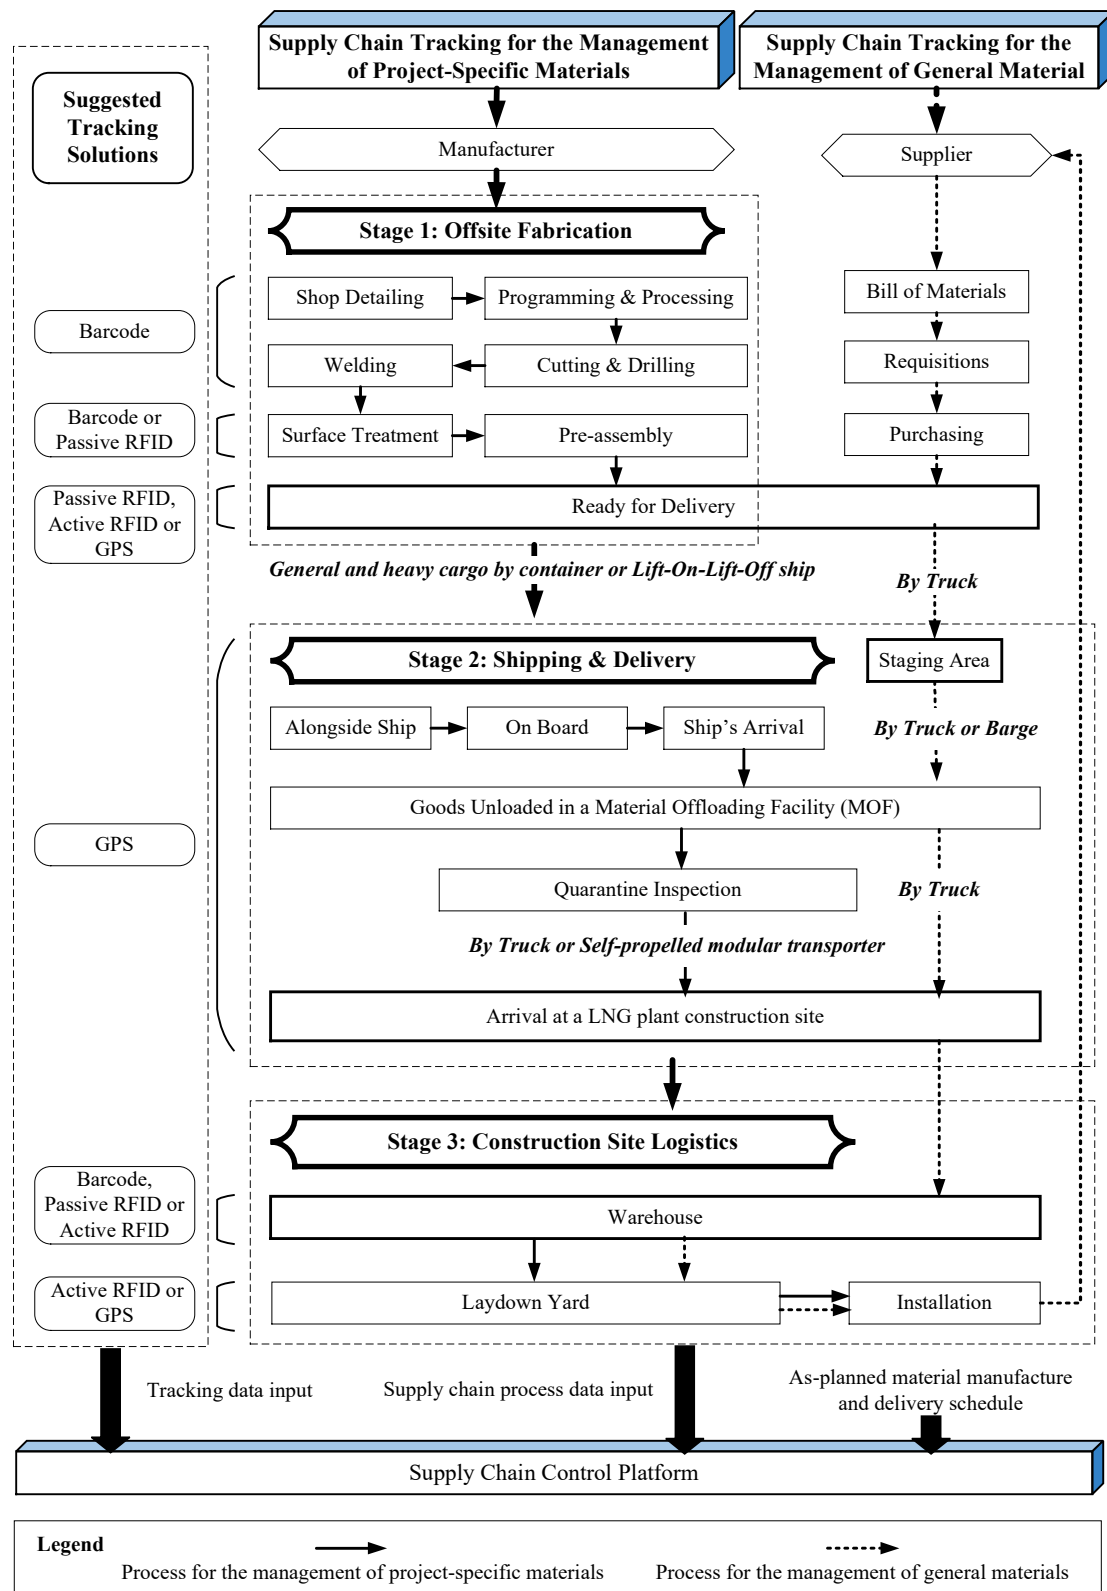 Supply Chain Tracking for the Management
of Project-Specific Materials
Supply Chain Tracking for the
Management of General Material
Suggested
Tracking
Solutions
Manufacturer
Supplier
Stage 1: Offsite Fabrication
Shop Detailing
Programming & Processing
Bill of Materials
Barcode
Welding
Cutting & Drilling
Requisitions
Barcode or
Passive RFID
Surface Treatment
Pre-assembly
Purchasing
Passive RFID,
Active RFID or
GPS
Ready for Delivery
General and heavy cargo by container or Lift-On-Lift-Off ship
By Truck
Stage 2: Shipping & Delivery
Staging Area
Alongside Ship
On Board
Ship's Arrival
By Truck or Barge
Goods Unloaded in a Material Offloading Facility (MOF)
GPS
Quarantine Inspection
By Truck
By Truck or Self-propelled modular transporter
Arrival at a LNG plant construction site
Stage 3: Construction Site Logistics
Barcode,
Passive RFID or
Active RFID
Warehouse
Active RFID or
GPS
Laydown Yard
Installation
Tracking data input
Supply chain process data input
As-planned material manufacture
and delivery schedule
Supply Chain Control Platform
Legend
Process for the management of project-specific materials
Process for the management of general materials